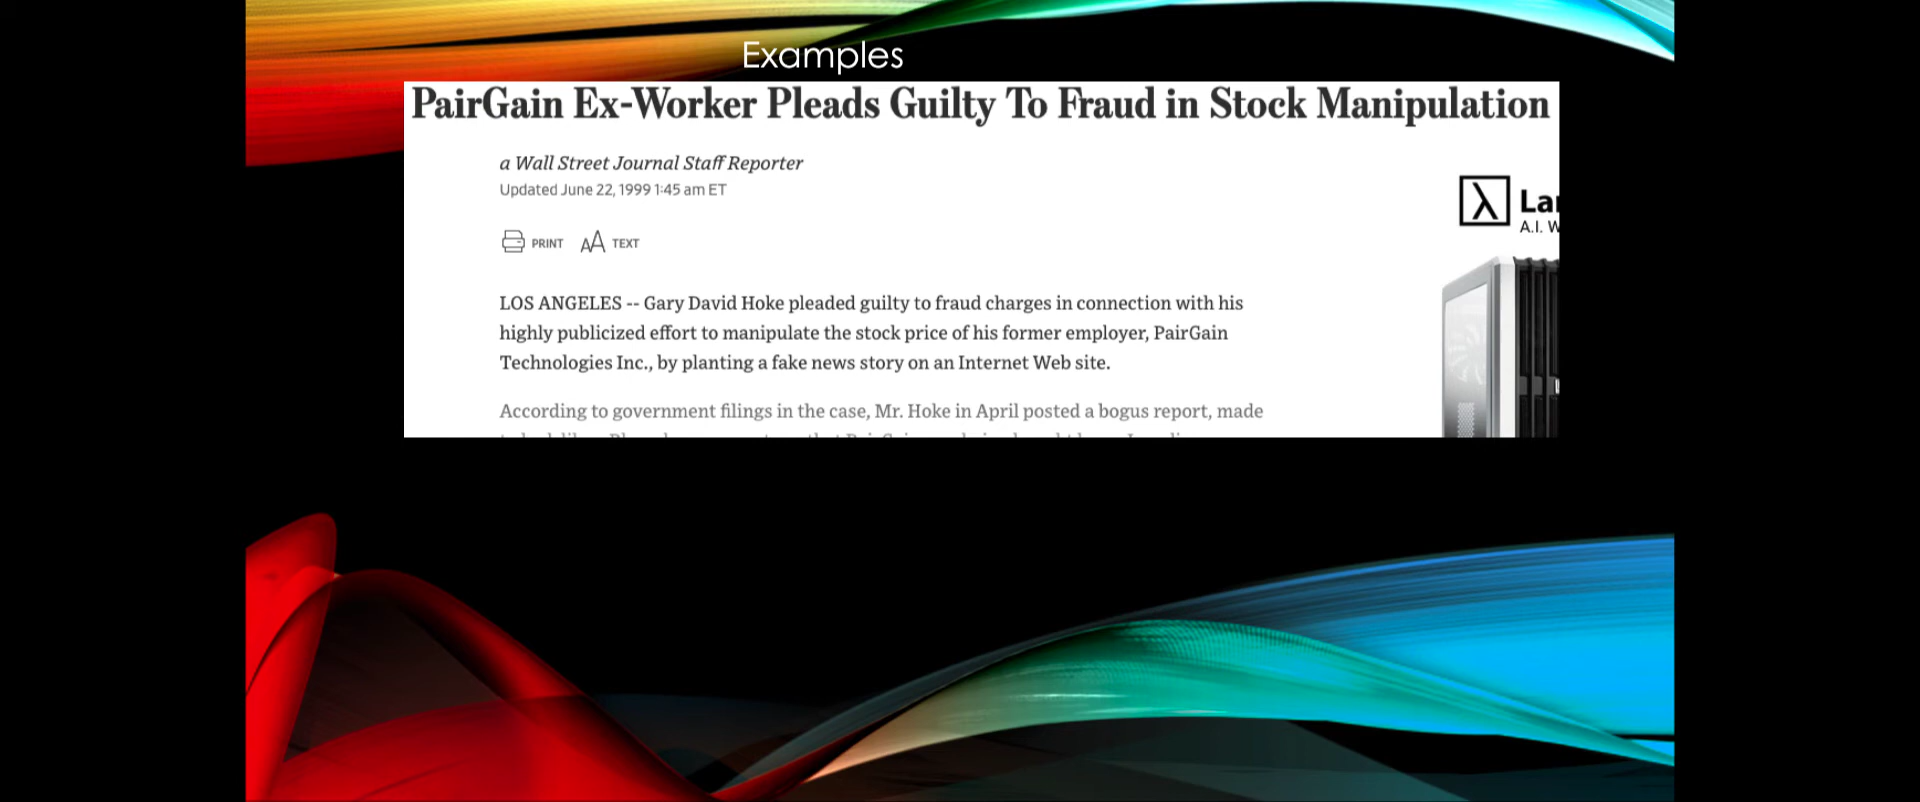 Examples
PairGain Ex-Worker Pleads Guilty To Fraud in Stock Manipulation
a Wall Street Journal Staff Reporter
Updated June 22, 1999 1:45 am ET
PRINT AA TEXT
λ
A.I.
LOS ANGELES -- Gary David Hoke pleaded guilty to fraud charges in connection with his
highly publicized effort to manipulate the stock price of his former employer, PairGain
Technologies Inc., by planting a fake news story on an Internet Web site.
According to government filings in the case, Mr. Hoke in April posted a bogus report, made